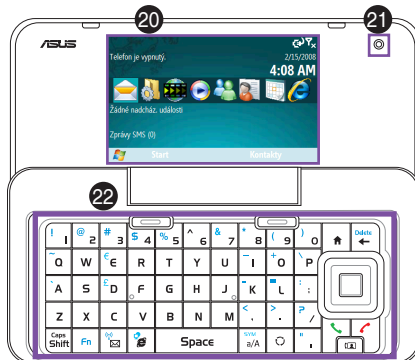 20
21
ASUS
Telefon je vypnutý.
2/15/2008
4:08 AM
Žádné nadcház. události
Zprávy SMS (0)
Start Kontakty
22
! 1 @ 2 # 3 $ 4 % 5 ^ 6 & 7 * 8 ( 9 ) 0 Delete
~ Q W € E R T Y U – I + O \ P
` A S £ D F G H J - K " L : ;
Z X C V B N M < , > . ? /
Caps Shift Fn Space SYM a/A " '